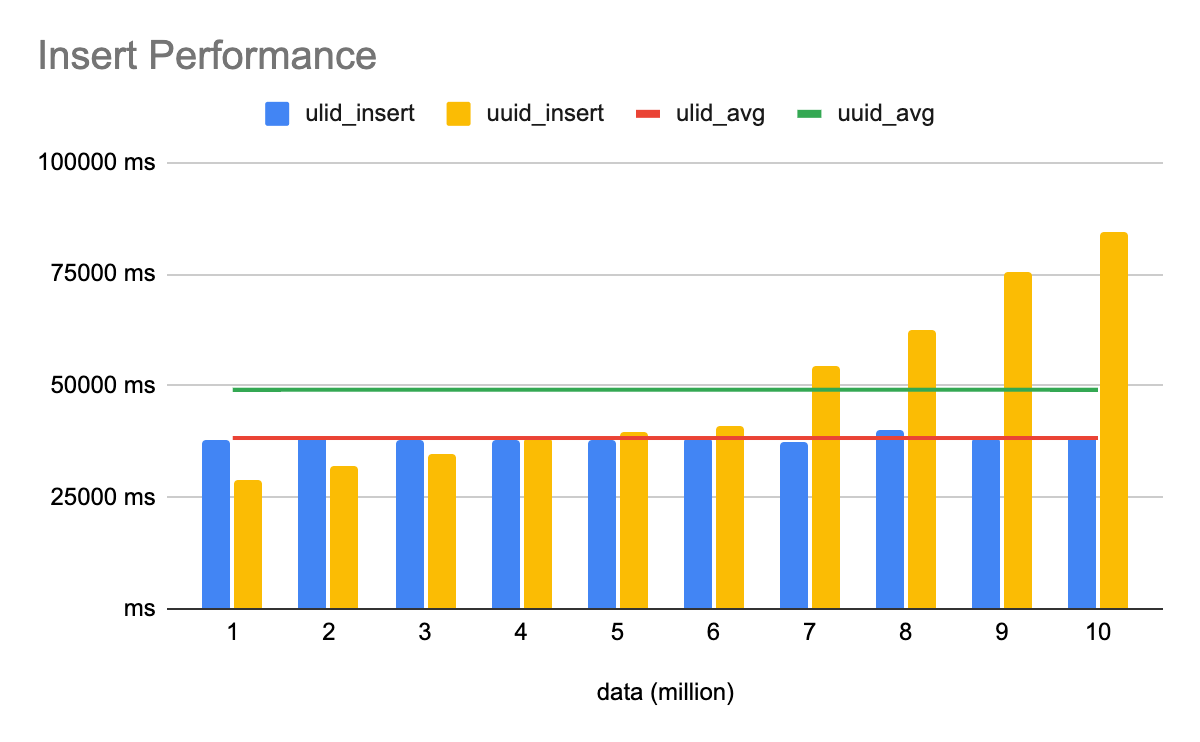 Insert Performance
ulid_insert uuid_insert ulid_avg uuid_avg
100000 ms
75000 ms
50000 ms
25000 ms
ms
1 2 3 4 5 6 7 8 9 10
data (million)